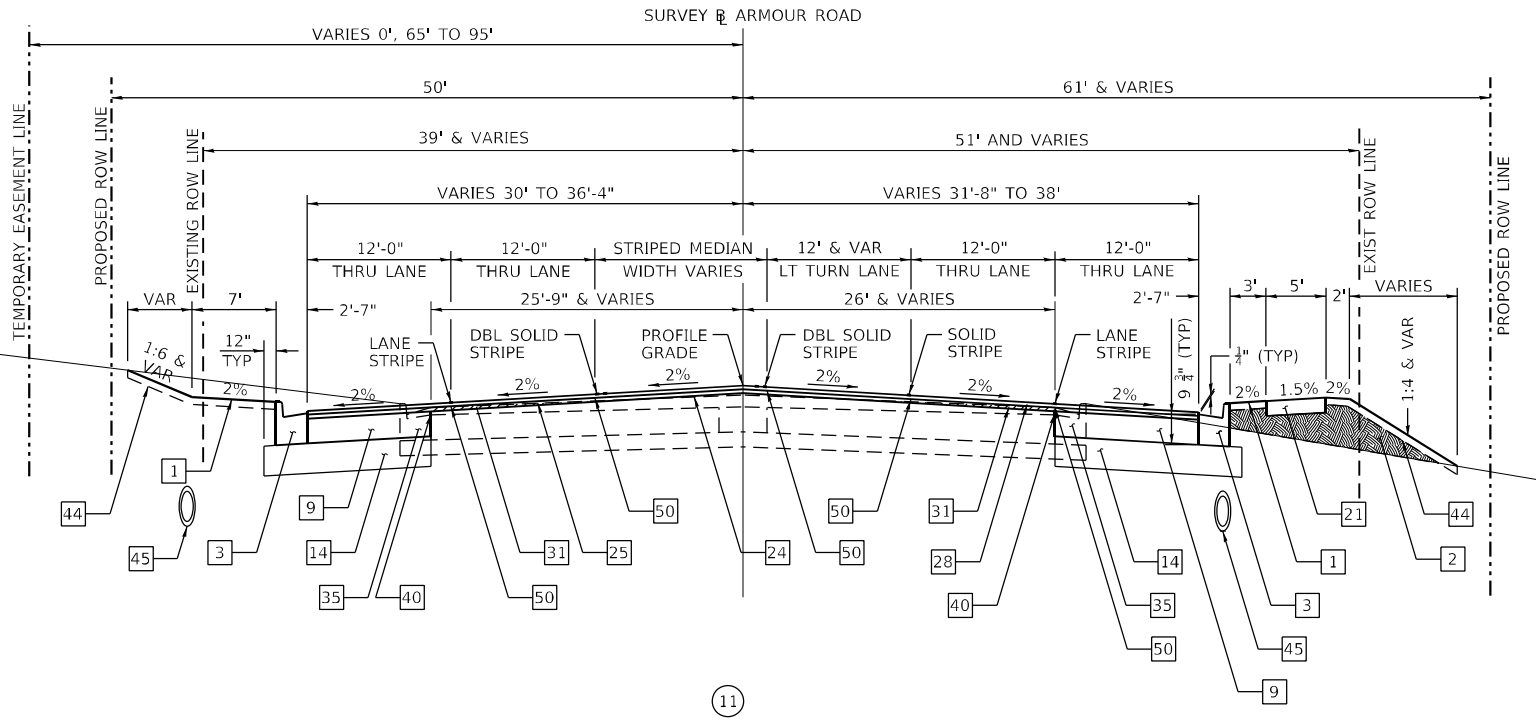 SURVEY ℄ ARMOUR ROAD
VARIES 0', 65' TO 95'
50'
61' & VARIES
39' & VARIES
51' AND VARIES
VARIES 30' TO 36'-4"
VARIES 31'-8" TO 38'
TEMPORARY EASEMENT LINE
PROPOSED ROW LINE
EXISTING ROW LINE
EXIST ROW LINE
PROPOSED ROW LINE
12'-0"
THRU LANE
12'-0"
THRU LANE
STRIPED MEDIAN
WIDTH VARIES
12' & VAR
LT TURN LANE
12'-0"
THRU LANE
12'-0"
THRU LANE
VAR
7'
2'-7"
25'-9" & VARIES
26' & VARIES
2'-7"
3'
5'
2'
VARIES
12"
TYP
LANE
STRIPE
DBL SOLID
STRIPE
PROFILE
GRADE
DBL SOLID
STRIPE
SOLID
STRIPE
LANE
STRIPE
9 3/4" (TYP)
1/4" (TYP)
1:6 &
VAR
2%
2%
2%
2%
2%
2%
2%
2%
1.5%
2%
1:4 & VAR
44
1
45
3
9
14
35
40
31
50
25
50
24
50
50
31
28
40
14
35
50
3
45
9
1
21
44
2
11